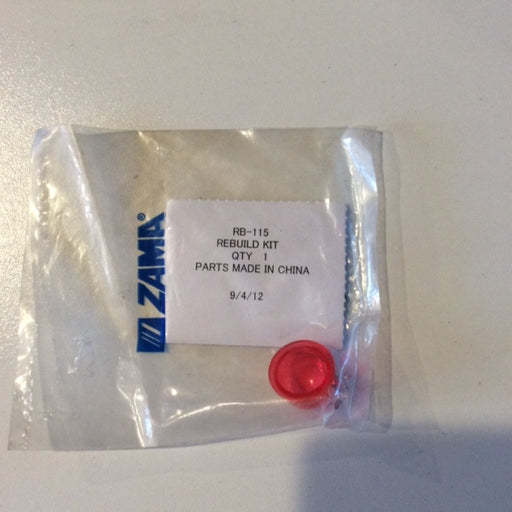 ZAMA®
RB-115
REBUILD KIT
QTY 1
PARTS MADE IN CHINA
9/4/12